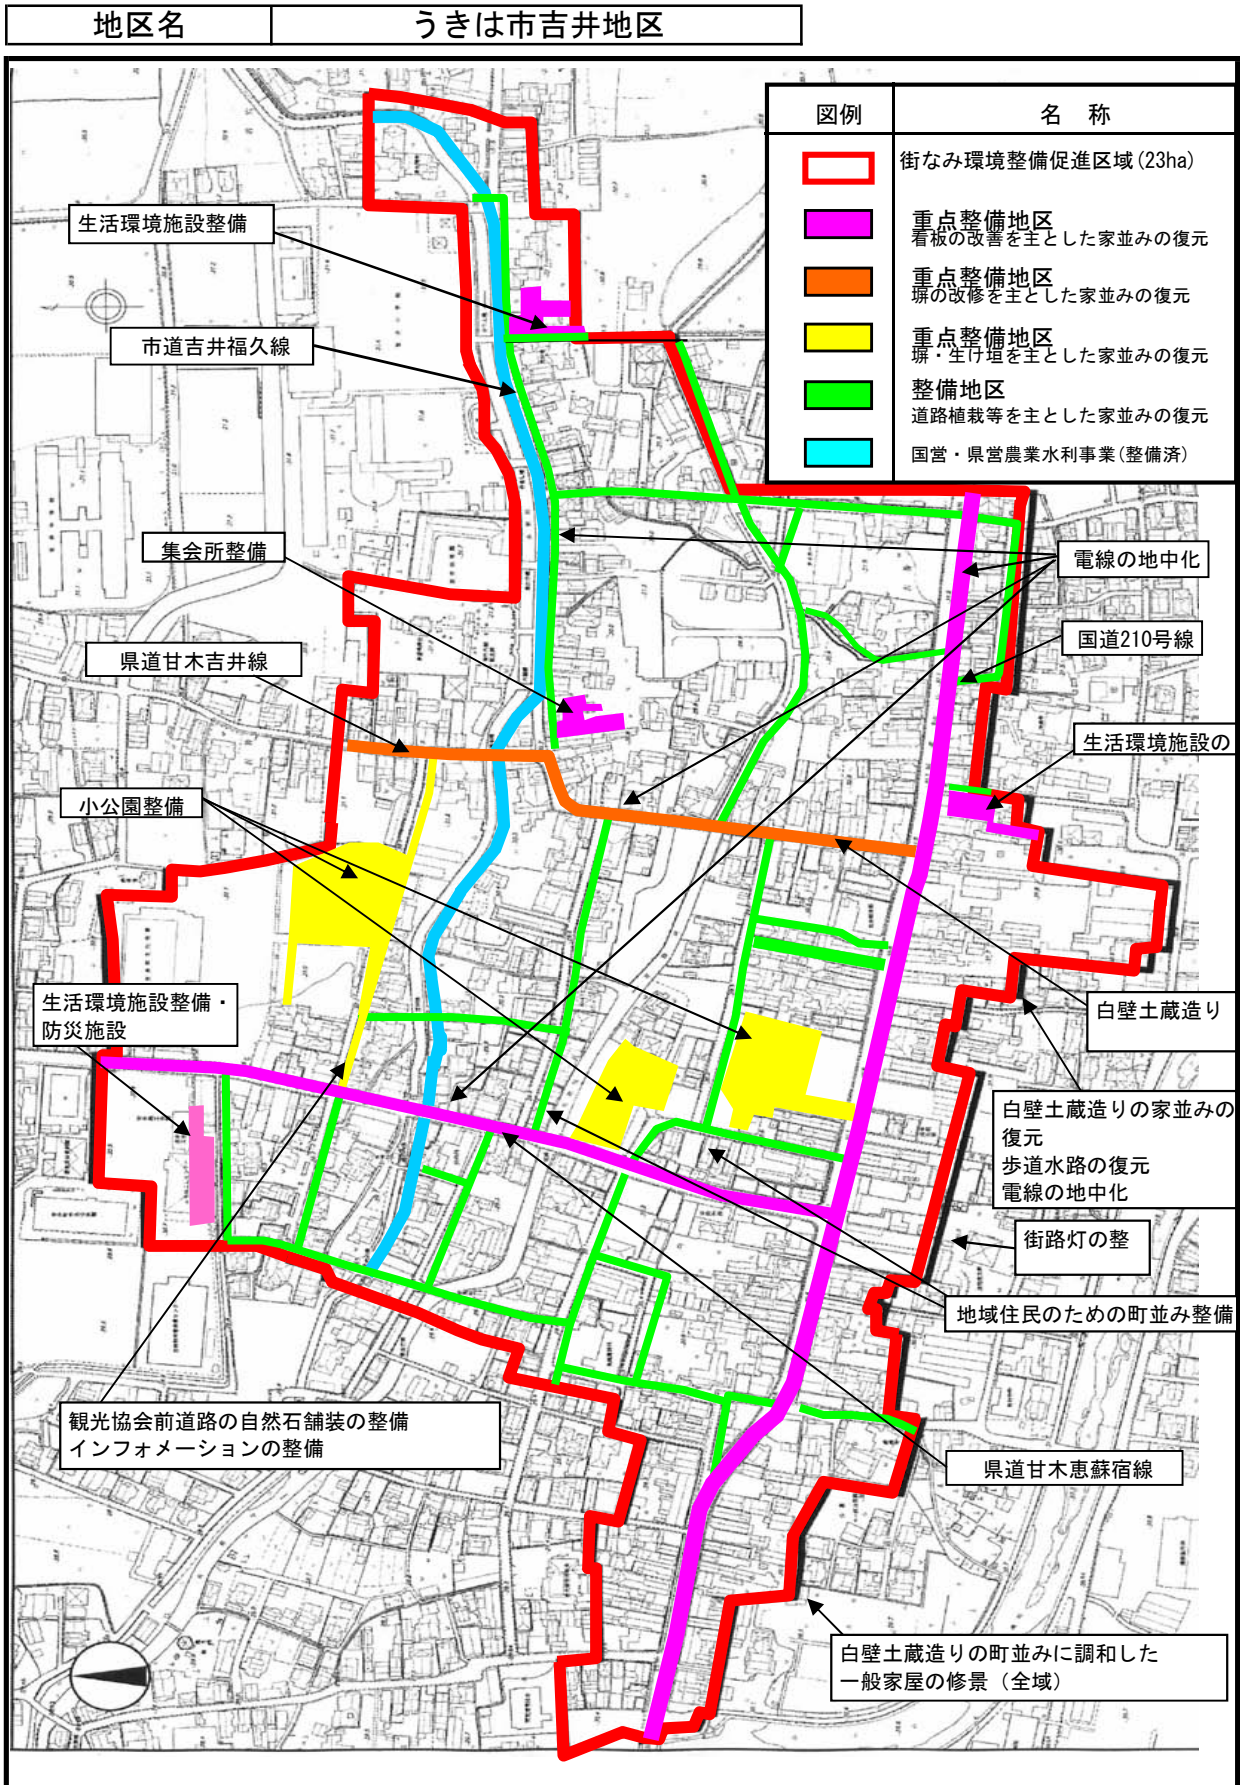 地区名
うきは市吉井地区
図例
名 称
街なみ環境整備促進区域(23ha)
重点整備地区
看板の改善を主とした家並みの復元
重点整備地区
塀の改修を主とした家並みの復元
重点整備地区
塀・生け垣を主とした家並みの復元
整備地区
道路植栽等を主とした家並みの復元
国営・県営農業水利事業(整備済)
生活環境施設整備
市道吉井福久線
集会所整備
電線の地中化
国道210号線
県道甘木吉井線
生活環境施設の
小公園整備
生活環境施設整備・
防災施設
白壁土蔵造り
白壁土蔵造りの家並みの
復元
歩道水路の復元
電線の地中化
街路灯の整
地域住民のための町並み整備
観光協会前道路の自然石舗装の整備
インフォメーションの整備
県道甘木恵蘇宿線
白壁土蔵造りの町並みに調和した
一般家屋の修景（全域）